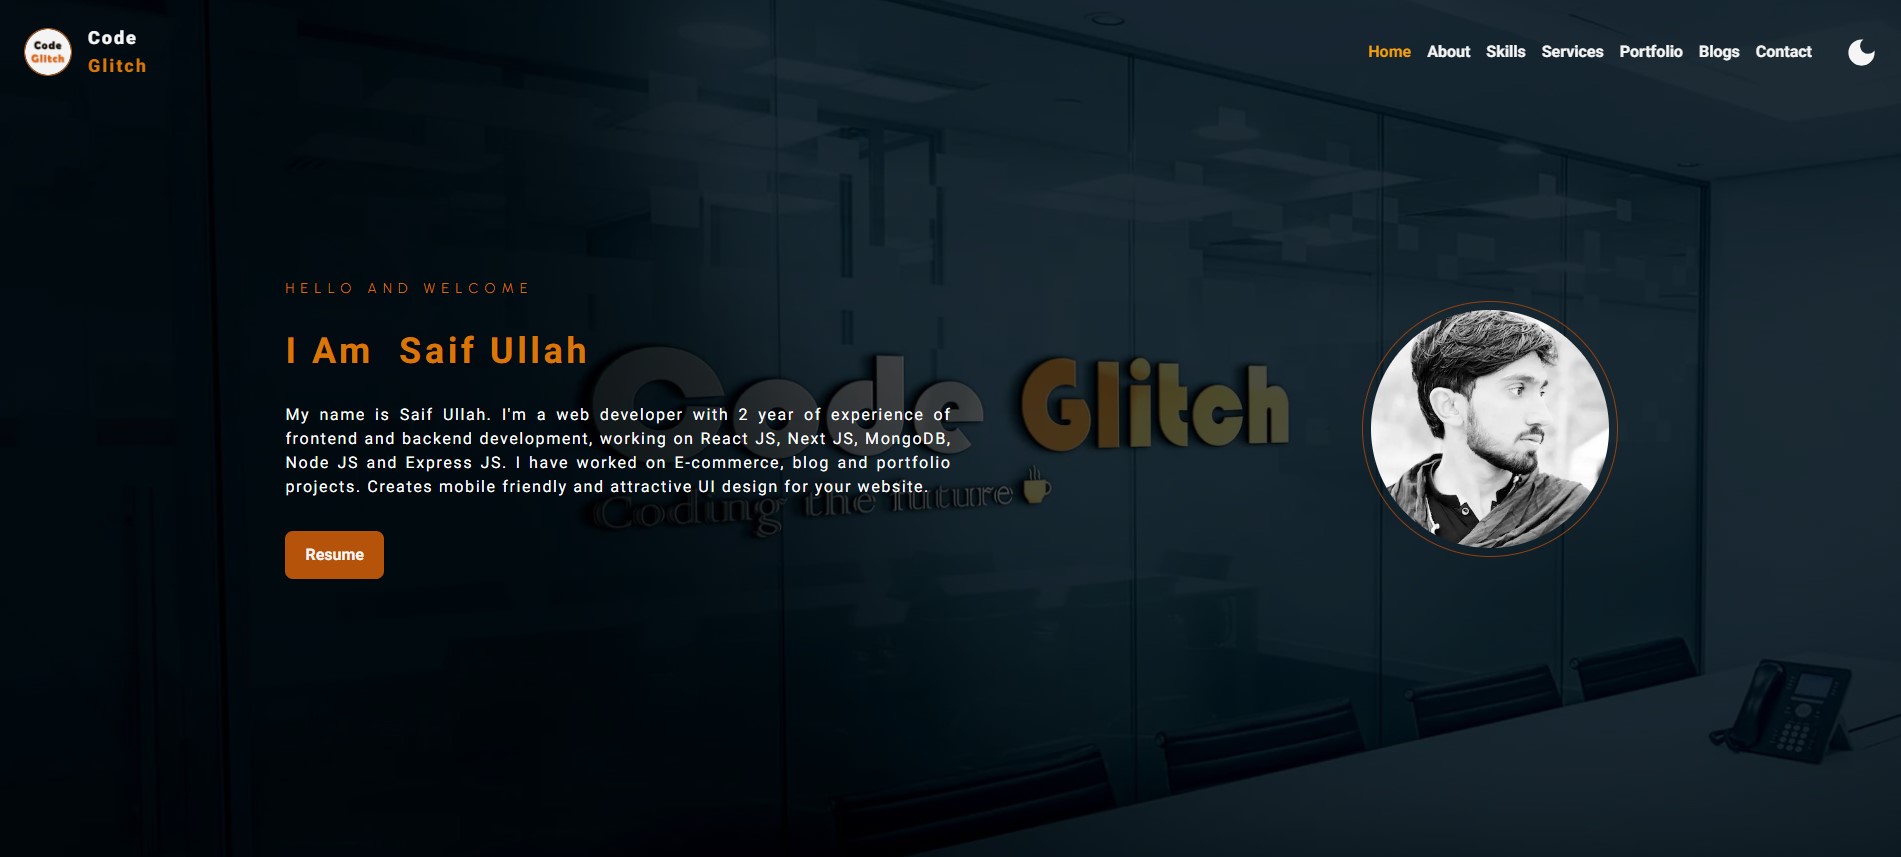 Code
Glitch
Code
Glitch
Home About Skills Services Portfolio Blogs Contact
HELLO AND WELCOME
I Am Saif Ullah
My name is Saif Ullah. I'm a web developer with 2 year of experience of
frontend and backend development, working on React JS, Next JS, MongoDB,
Node JS and Express JS. I have worked on E-commerce, blog and portfolio
projects. Creates mobile friendly and attractive UI design for your website.
Resume
Code Glitch
Coding the future